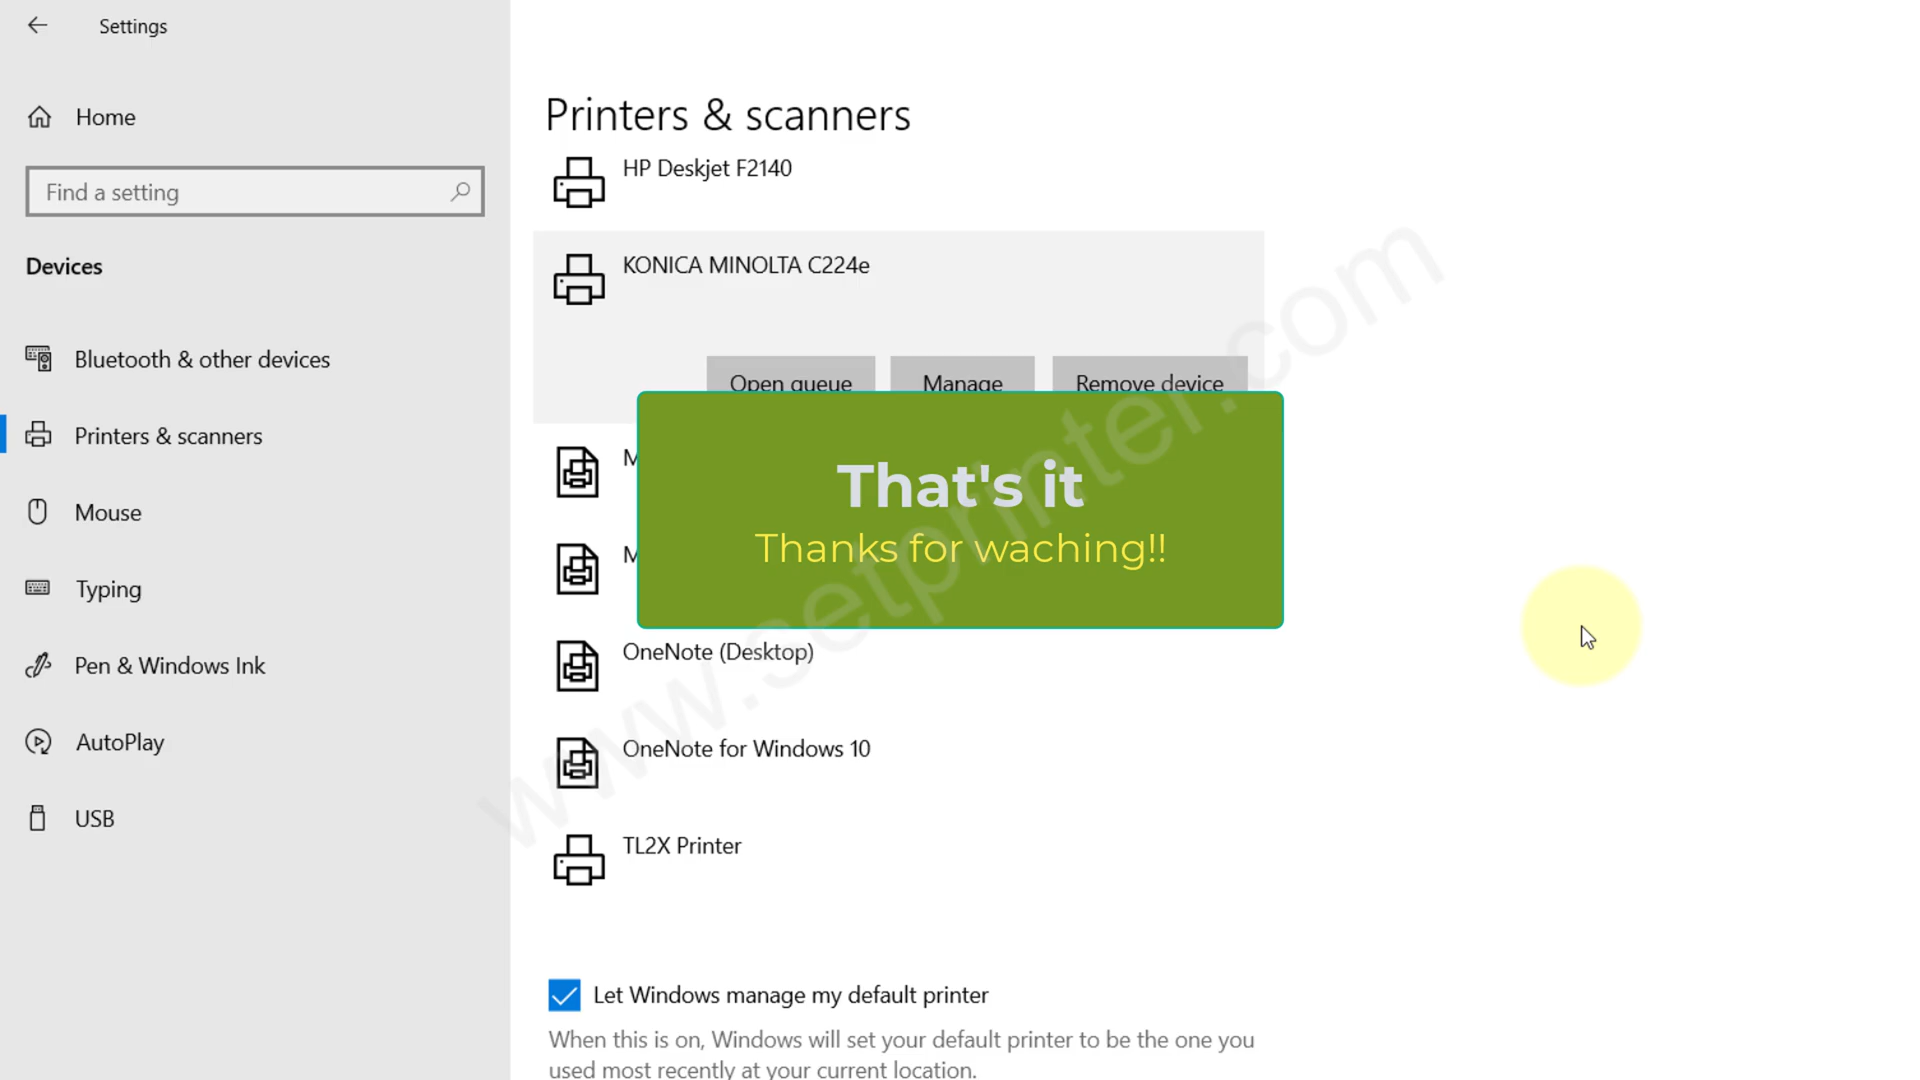 Settings
Home
Find a setting
Devices
Bluetooth & other devices
Printers & scanners
Mouse
Typing
Pen & Windows Ink
AutoPlay
USB
Printers & scanners
HP Deskjet F2140
KONICA MINOLTA C224e
Open queue
Manage
Remove device
M
M
That's it
Thanks for waching!!
OneNote (Desktop)
OneNote for Windows 10
TL2X Printer
Let Windows manage my default printer
When this is on, Windows will set your default printer to be the one you
used most recently at your current location.
www.setprinter.com